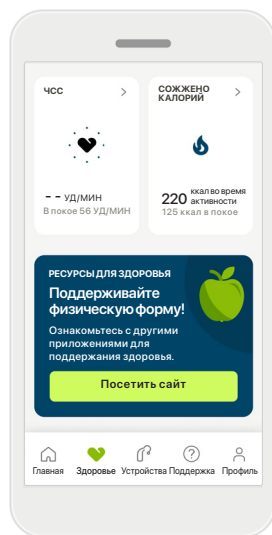 ЧСС
СОЖЖЕНО
КАЛОРИЙ
-- УД/МИН
В покое 56 УД/МИН
220 ккал во время
активности
125 ккал в покое
РЕСУРСЫ ДЛЯ ЗДОРОВЬЯ
Поддерживайте
физическую форму!
Ознакомьтесь с другими
приложениями для
поддержания здоровья.
Посетить сайт
Главная Здоровье Устройства Поддержка Профиль